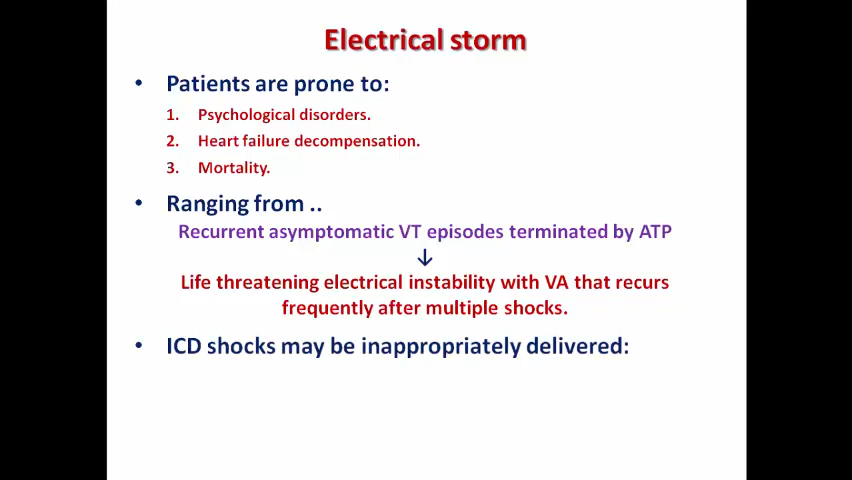 Electrical storm
• Patients are prone to:
1. Psychological disorders.
2. Heart failure decompensation.
3. Mortality.
• Ranging from ..
Recurrent asymptomatic VT episodes terminated by ATP
↓
Life threatening electrical instability with VA that recurs
frequently after multiple shocks.
• ICD shocks may be inappropriately delivered: